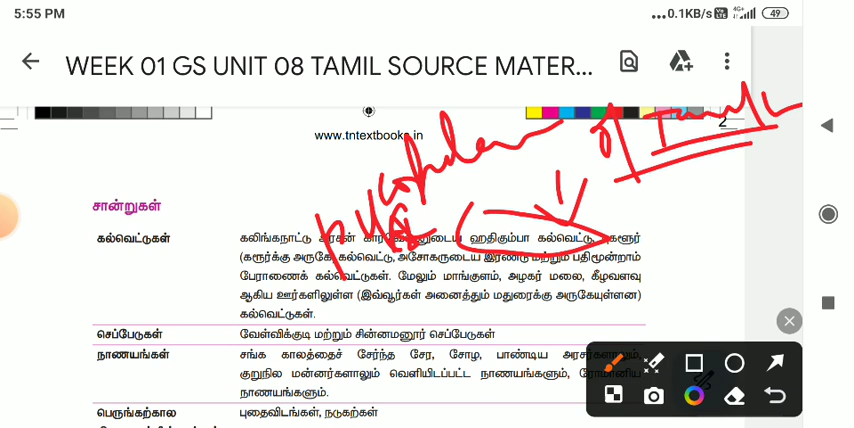 5:55 PM ...0.1KB/s Vo LTE 4G+ 49
WEEK 01 GS UNIT 08 TAMIL SOURCE MATER...
2
www.tntextbooks.in
சான்றுகள்
கல்வெட்டுகள் கலிங்கநாட்டு அரசன் ஹதிகும்பா கல்வெட்டு,
(கரூர்க்கு அருகே) கல்வெட்டு, அசோகருடைய இரண்டு மற்றும் பதிமூன்றாம்
பேராணைக் கல்வெட்டுகள். மேலும் மாங்குளம், அழகர் மலை, கீழவளவு
ஆகிய ஊர்களிலுள்ள (இவ்வூர்கள் அனைத்தும் மதுரைக்கு அருகேயுள்ளன)
கல்வெட்டுகள்.
செப்பேடுகள் வேள்விக்குடி மற்றும் சின்னமனூர் செப்பேடுகள்
நாணயங்கள் சங்க காலத்தைச் சேர்ந்த சேர, சோழ, பாண்டிய அரசர்களாலும்,
குறுநில மன்னர்களாலும் வெளியிடப்பட்ட நாணயங்களும், ரோமானிய
நாணயங்களும்.
பெருங்கற்கால புதைவிடங்கள், நடுகற்கள்